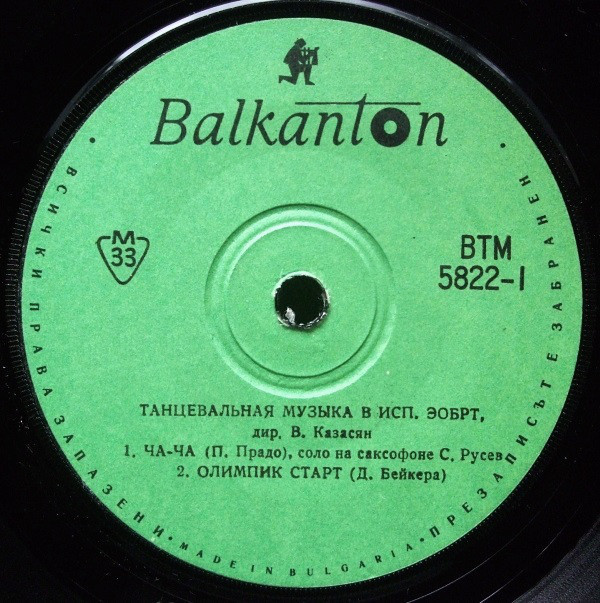 Balkanton
M
33
ВТМ
5822-I
ТАНЦЕВАЛЬНАЯ МУЗЫКА В ИСП. ЭОБРТ,
дир. В. Казасян
1. ЧА-ЧА (П. Прадо), соло на саксофоне С. Русев
2. ОЛИМПИК СТАРТ (Д. Бейкера)
• ВСИЧКИ ПРАВА ЗАПАЗЕНИ • MADE IN BULGARIA • ПРЕЗАПИСЪТЕ ЗАБРАНЕН •